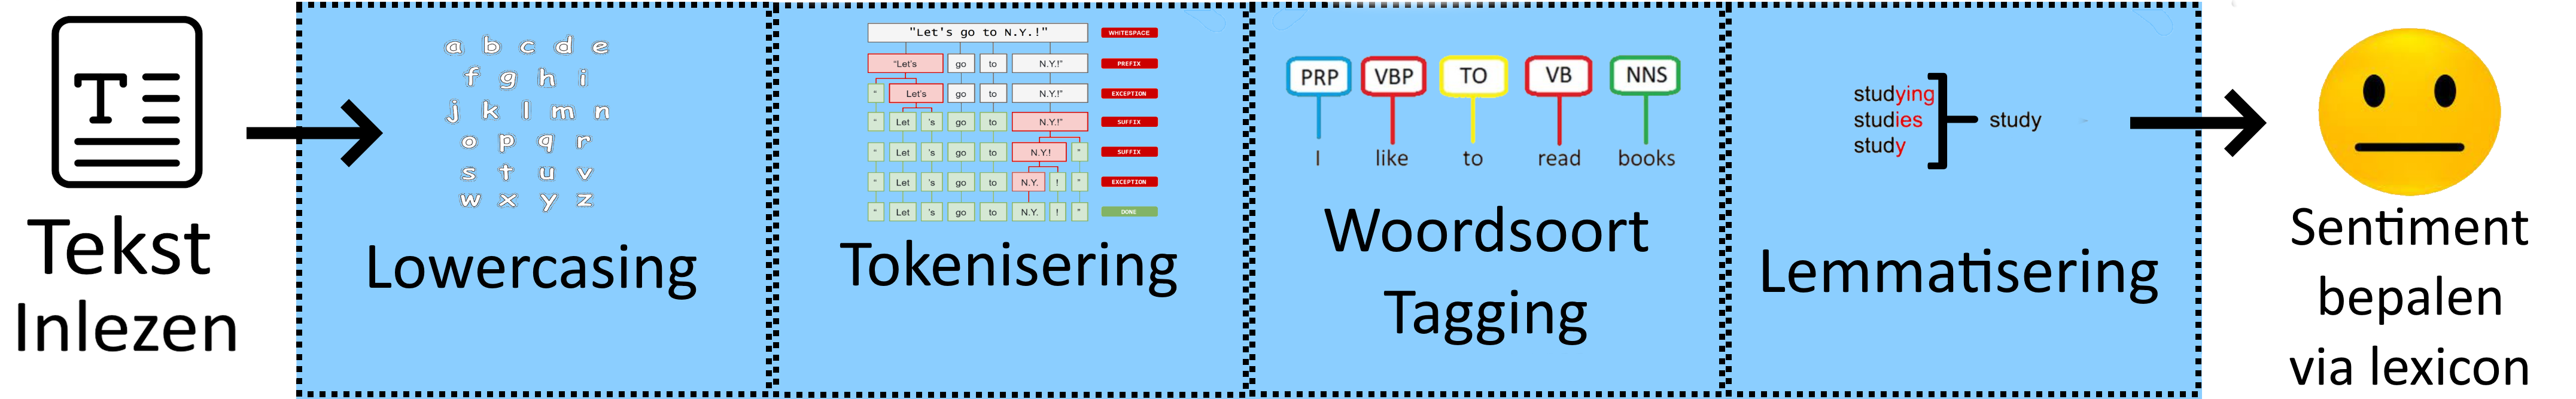 T
Tekst
Inlezen
a b c d e
f g h i
j k l m n
o p q r
s t u v
w x y z
Lowercasing
"Let's go to N.Y.!" WHITESPACE
"Let's go to N.Y.!" PREFIX
" Let's go to N.Y.!" EXCEPTION
" Let 's go to N.Y.!" SUFFIX
" Let 's go to N.Y.! " SUFFIX
" Let 's go to N.Y. ! " EXCEPTION
" Let 's go to N.Y. ! " DONE
Tokenisering
PRP VBP TO VB NNS
I like to read books
Woordsoort
Tagging
studying
studies
study
study
Lemmatisering
Sentiment
bepalen
via lexicon